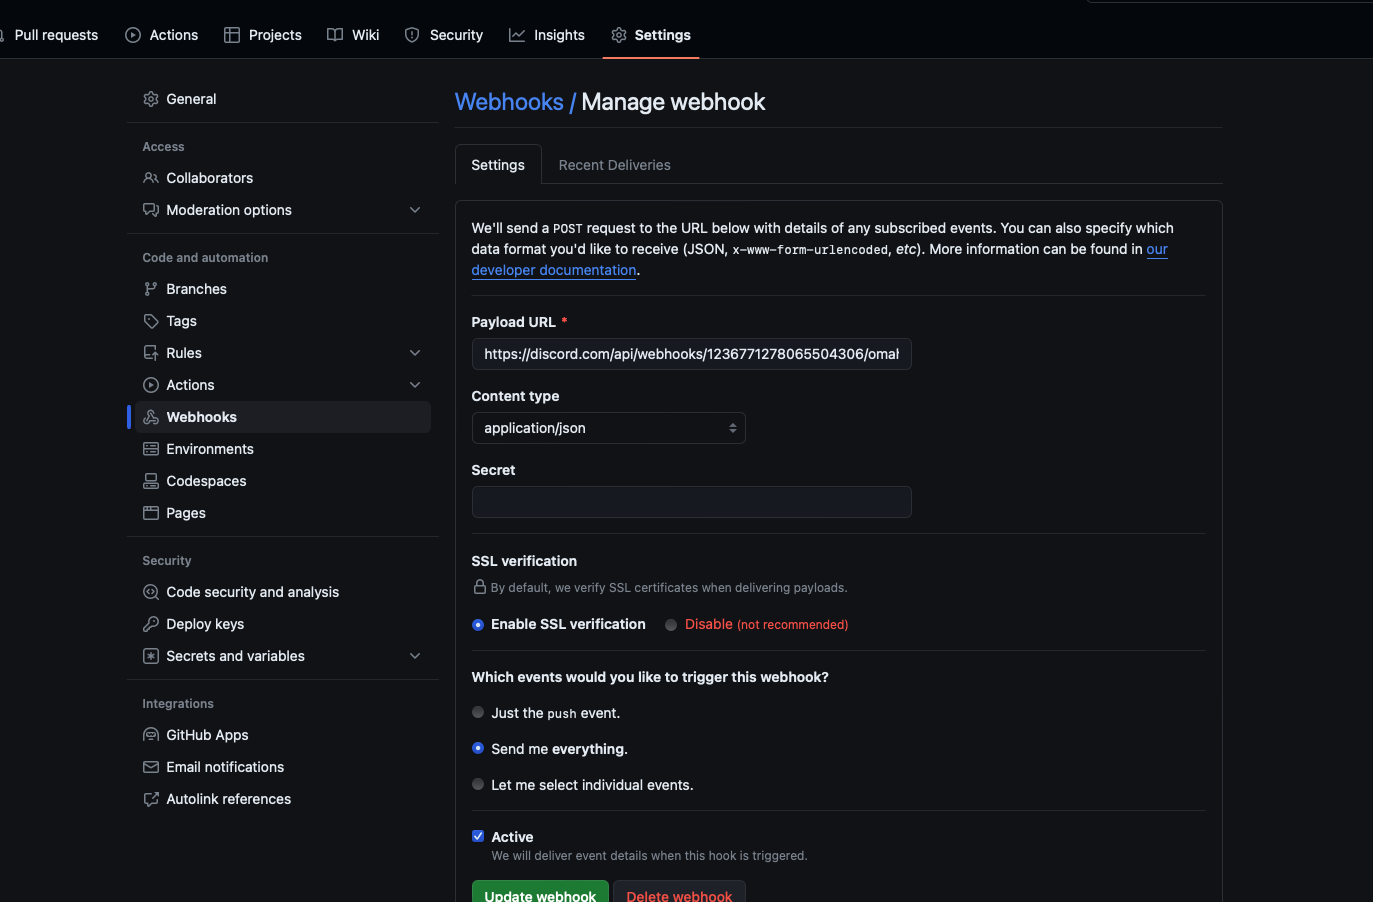 Pull requests
Actions
Projects
Wiki
Security
Insights
Settings
General
Access
Collaborators
Moderation options
Code and automation
Branches
Tags
Rules
Actions
Webhooks
Environments
Codespaces
Pages
Security
Code security and analysis
Deploy keys
Secrets and variables
Integrations
GitHub Apps
Email notifications
Autolink references
Webhooks / Manage webhook
Settings
Recent Deliveries
We'll send a POST request to the URL below with details of any subscribed events. You can also specify which
data format you'd like to receive (JSON, x-www-form-urlencoded, etc). More information can be found in our
developer documentation.
Payload URL *
https://discord.com/api/webhooks/1236771278065504306/omal
Content type
application/json
Secret
SSL verification
By default, we verify SSL certificates when delivering payloads.
Enable SSL verification
Disable (not recommended)
Which events would you like to trigger this webhook?
Just the push event.
Send me everything.
Let me select individual events.
Active
We will deliver event details when this hook is triggered.
Update webhook
Delete webhook